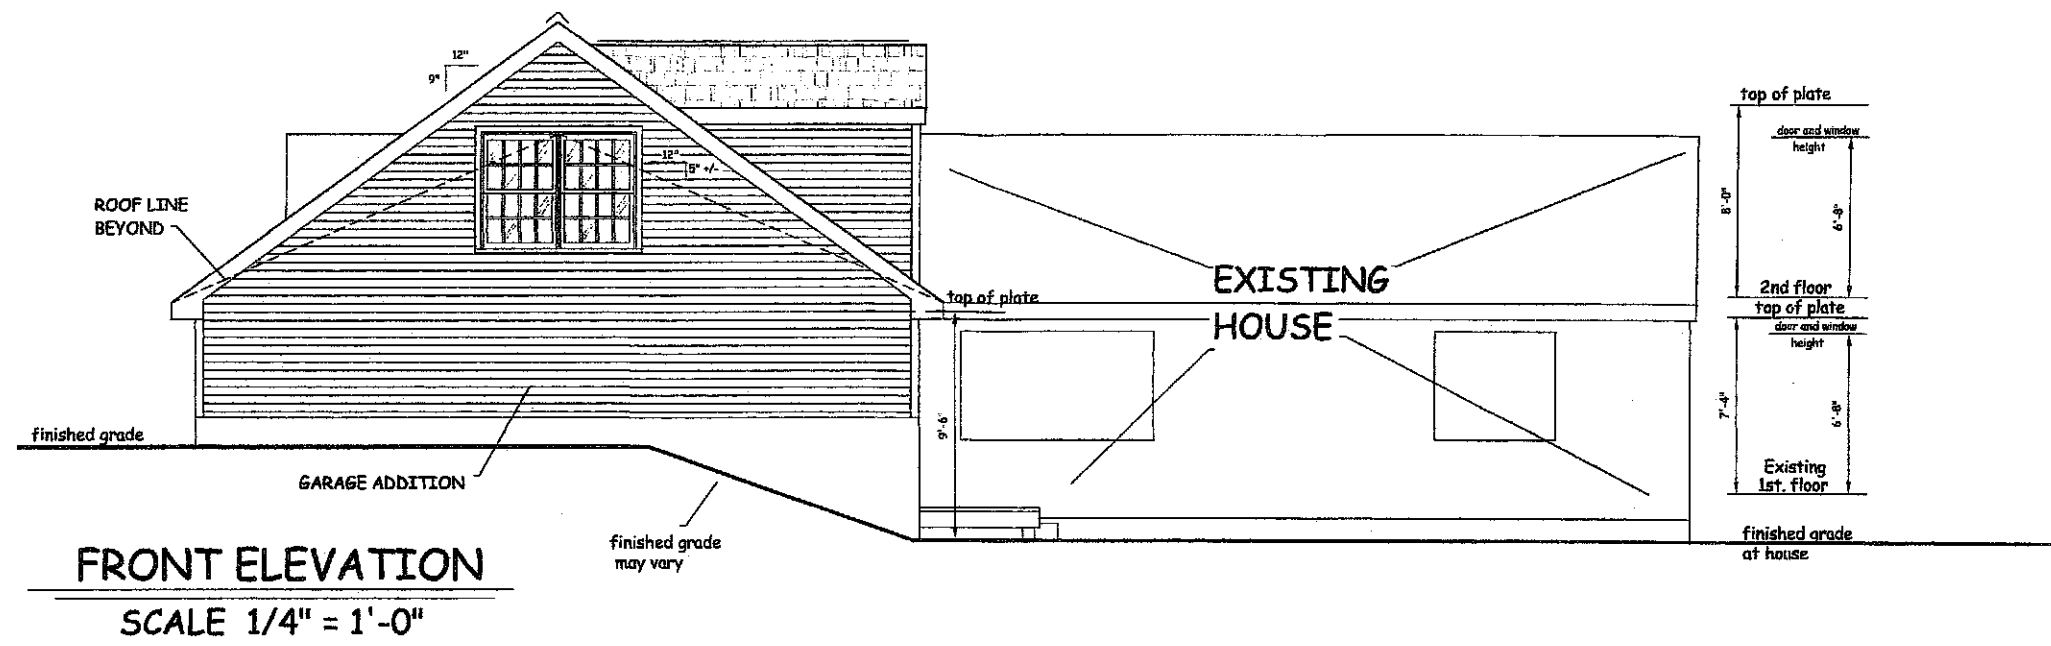 12"
9"
top of plate
door and window
height
12"
5" +/-
ROOF LINE
BEYOND
8'-0"
6'-8"
EXISTING
HOUSE
2nd floor
top of plate
top of plate
door and window
height
7'-4"
6'-8"
9'-6"
finished grade
GARAGE ADDITION
Existing
1st. floor
finished grade
may vary
finished grade
at house
FRONT ELEVATION
SCALE 1/4" = 1'-0"